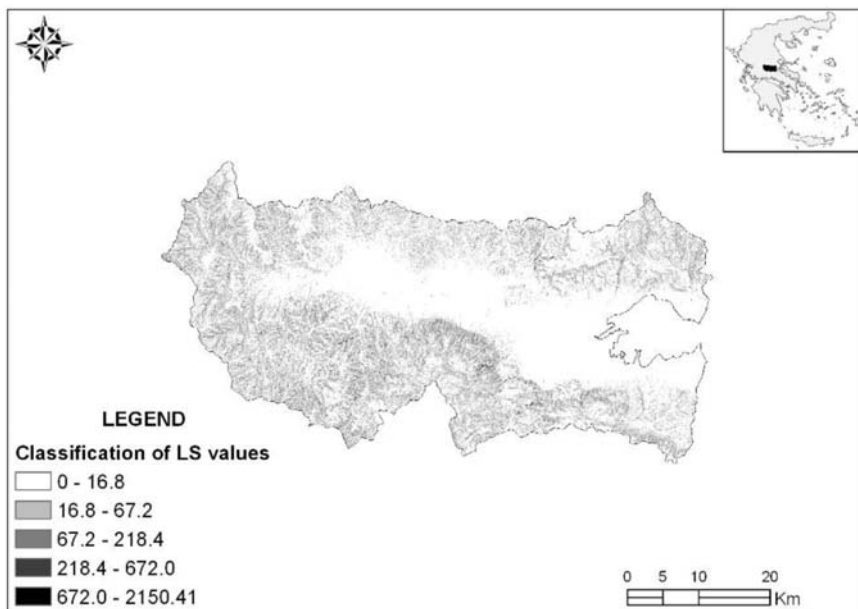 LEGEND
Classification of LS values
0 - 16.8
16.8 - 67.2
67.2 - 218.4
218.4 - 672.0
672.0 - 2150.41
0 5 10 20
Km